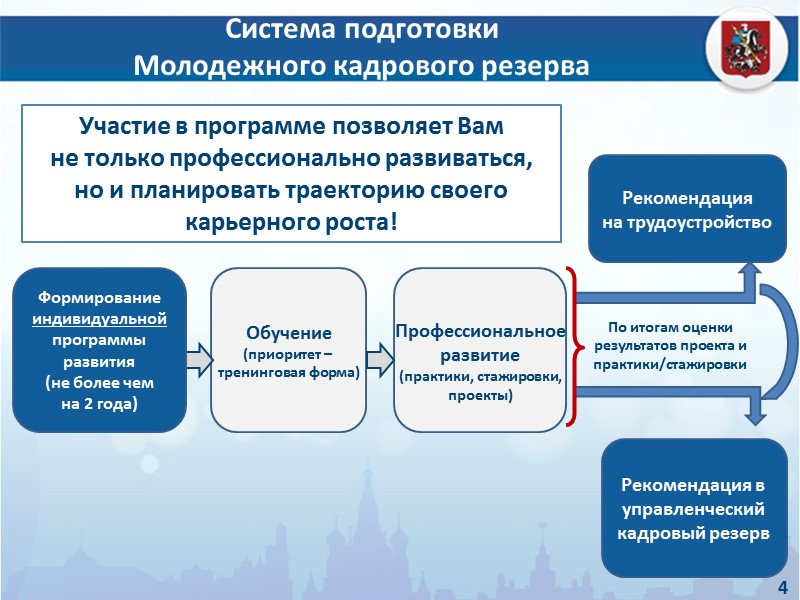 Система подготовки
Молодежного кадрового резерва
Участие в программе позволяет Вам
не только профессионально развиваться,
но и планировать траекторию своего
карьерного роста!
Рекомендация
на трудоустройство
Формирование
индивидуальной
программы
развития
(не более чем
на 2 года)
Обучение
(приоритет –
тренинговая форма)
Профессиональное
развитие
(практики, стажировки,
проекты)
По итогам оценки
результатов проекта и
практики/стажировки
Рекомендация в
управленческий
кадровый резерв
4